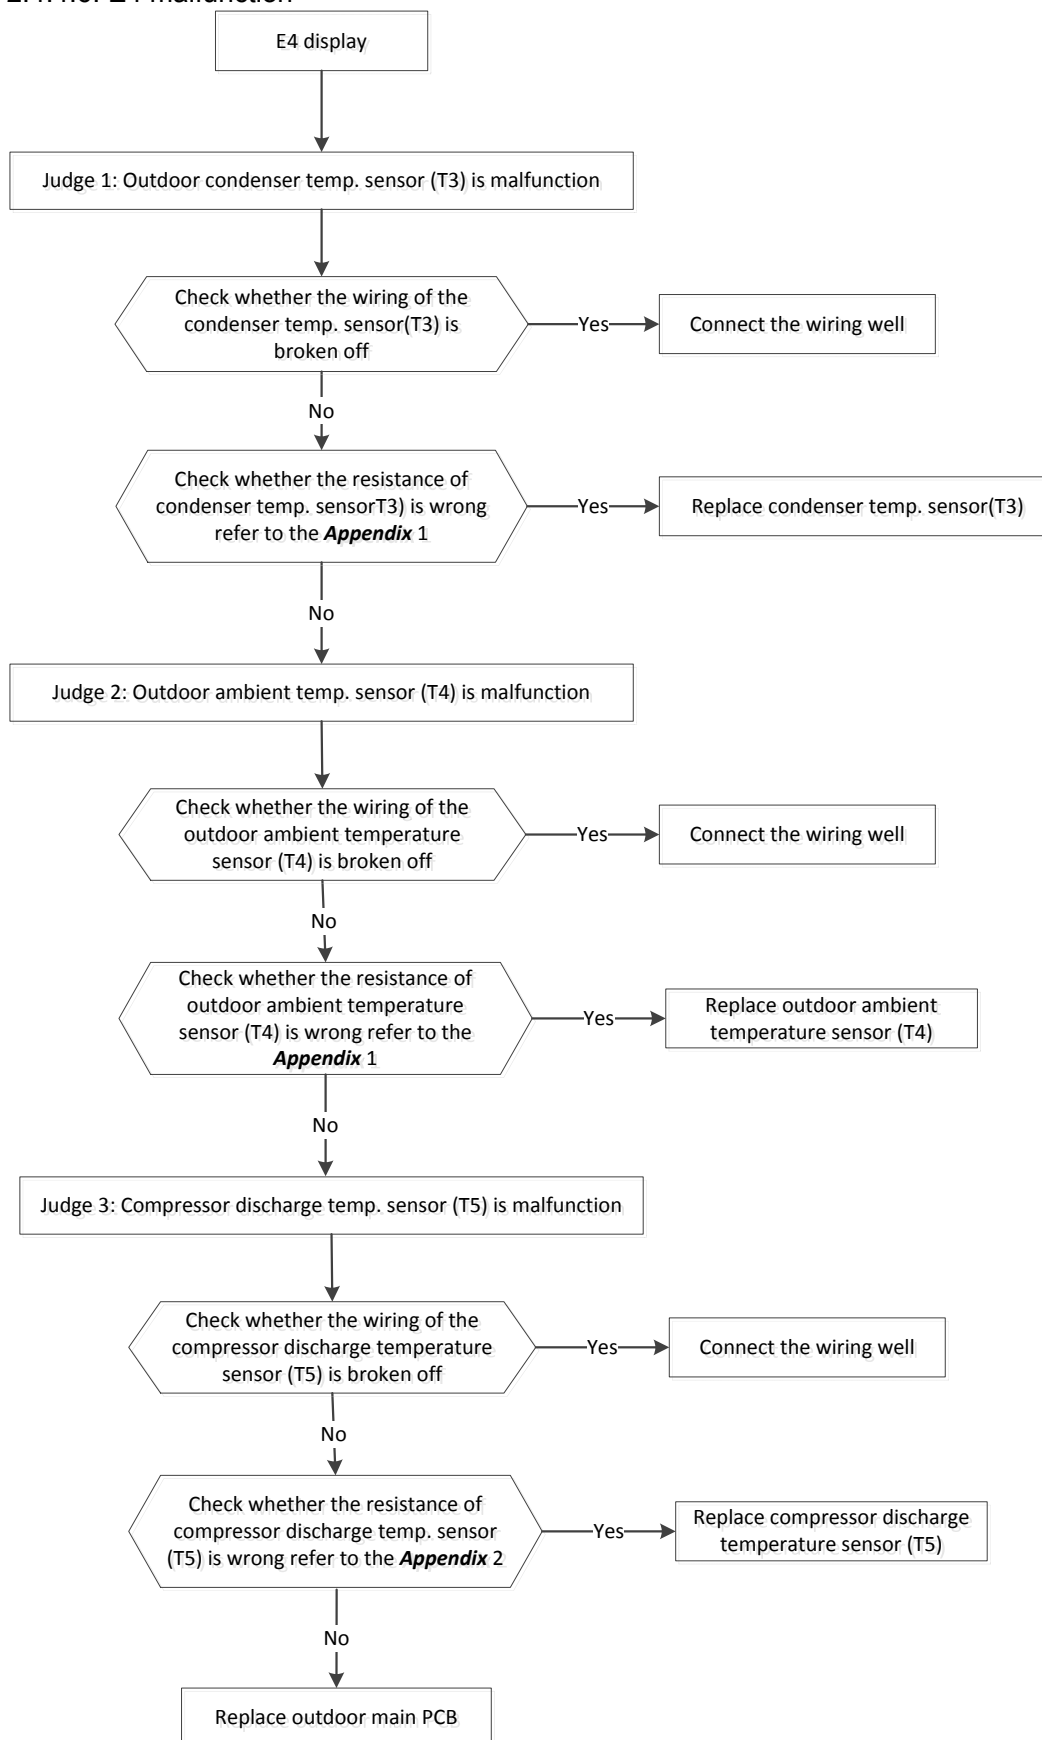 E4 malfunction
E4 display
Judge 1: Outdoor condenser temp. sensor (T3) is malfunction
Check whether the wiring of the
condenser temp. sensor(T3) is
broken off
Yes
Connect the wiring well
No
Check whether the resistance of
condenser temp. sensorT3) is wrong
refer to the Appendix 1
Yes
Replace condenser temp. sensor(T3)
No
Judge 2: Outdoor ambient temp. sensor (T4) is malfunction
Check whether the wiring of the
outdoor ambient temperature
sensor (T4) is broken off
Yes
Connect the wiring well
No
Check whether the resistance of
outdoor ambient temperature
sensor (T4) is wrong refer to the
Appendix 1
Yes
Replace outdoor ambient
temperature sensor (T4)
No
Judge 3: Compressor discharge temp. sensor (T5) is malfunction
Check whether the wiring of the
compressor discharge temperature
sensor (T5) is broken off
Yes
Connect the wiring well
No
Check whether the resistance of
compressor discharge temp. sensor
(T5) is wrong refer to the Appendix 2
Yes
Replace compressor discharge
temperature sensor (T5)
No
Replace outdoor main PCB